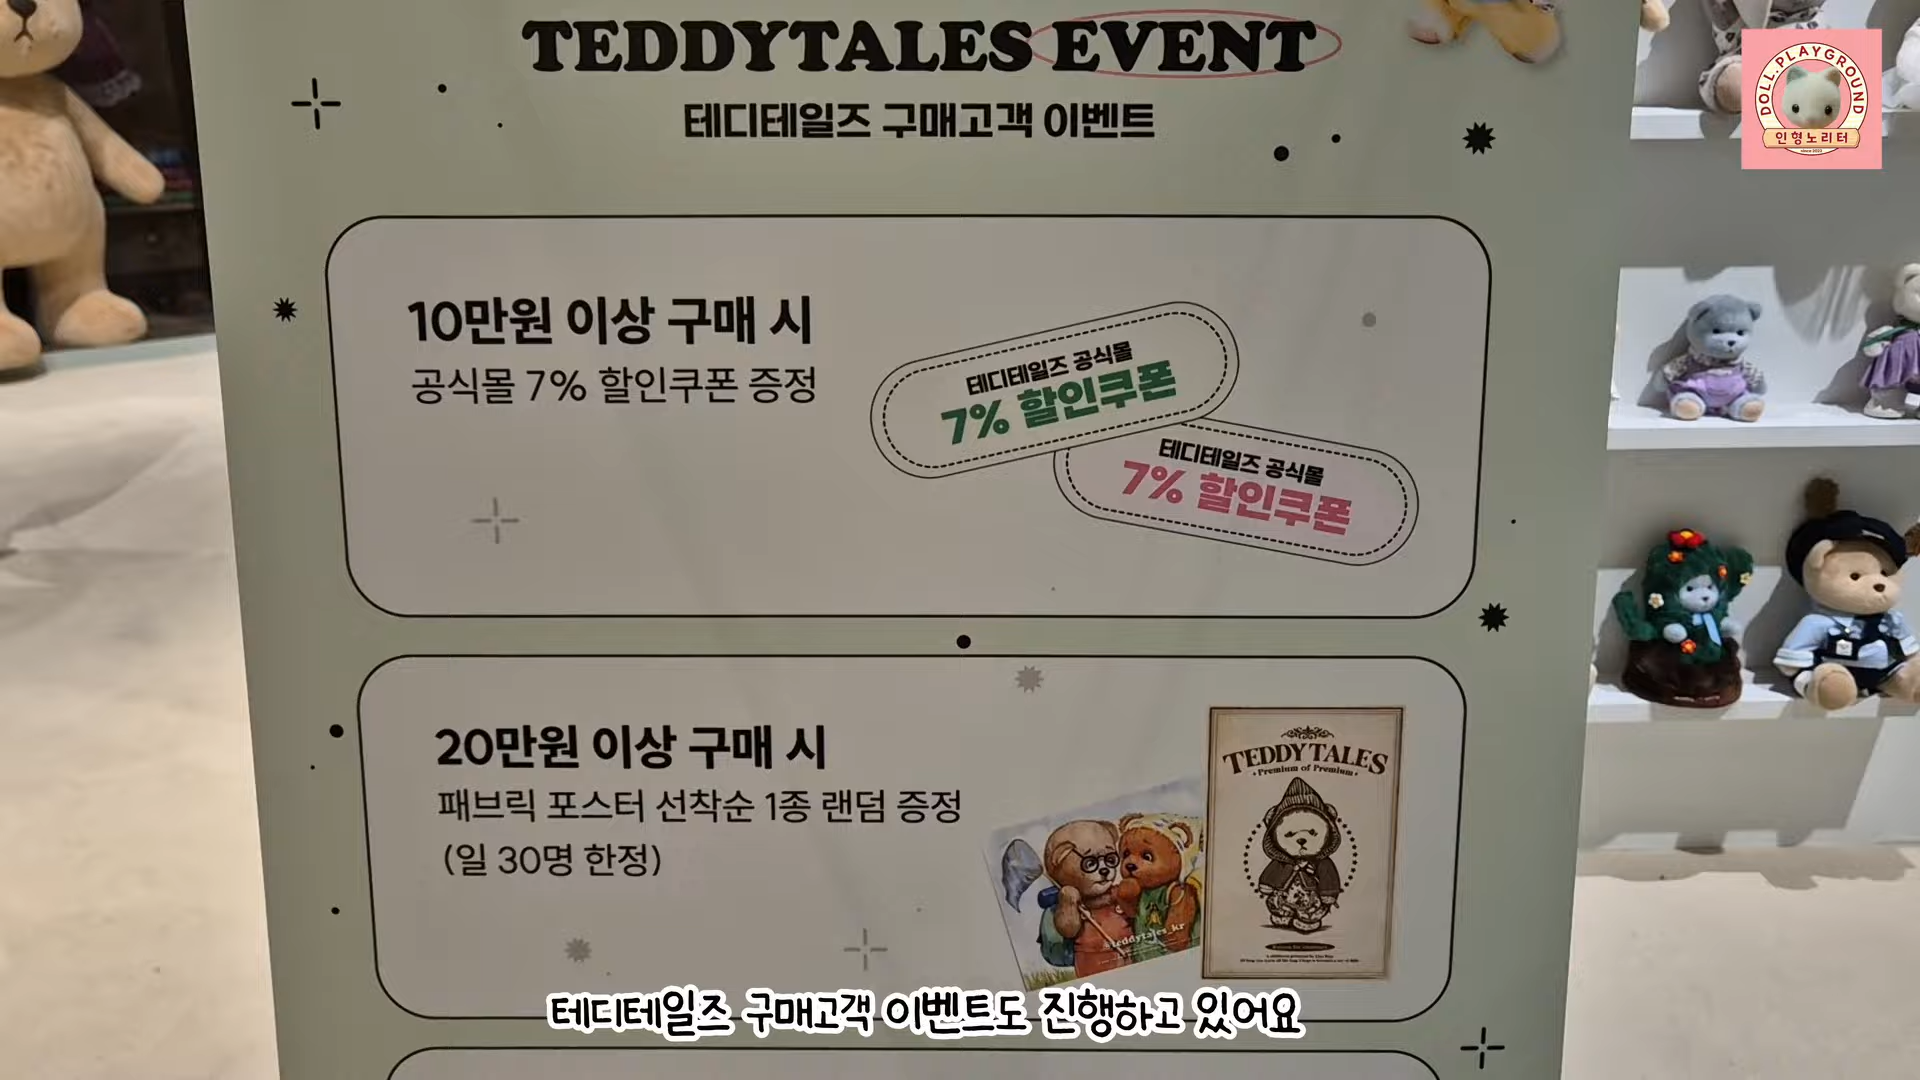 TEDDYTALES EVENT
테디테일즈 구매고객 이벤트
DOLL.PLAYGROUND
인형노리터
10만원 이상 구매 시
공식몰 7% 할인쿠폰 증정
테디테일즈 공식몰
7% 할인쿠폰
테디테일즈 공식몰
7% 할인쿠폰
20만원 이상 구매 시
패브릭 포스터 선착순 1종 랜덤 증정
(일 30명 한정)
@teddytales_kr
TEDDYTALES
Premium of Premium
테디테일즈 구매고객 이벤트도 진행하고 있어요